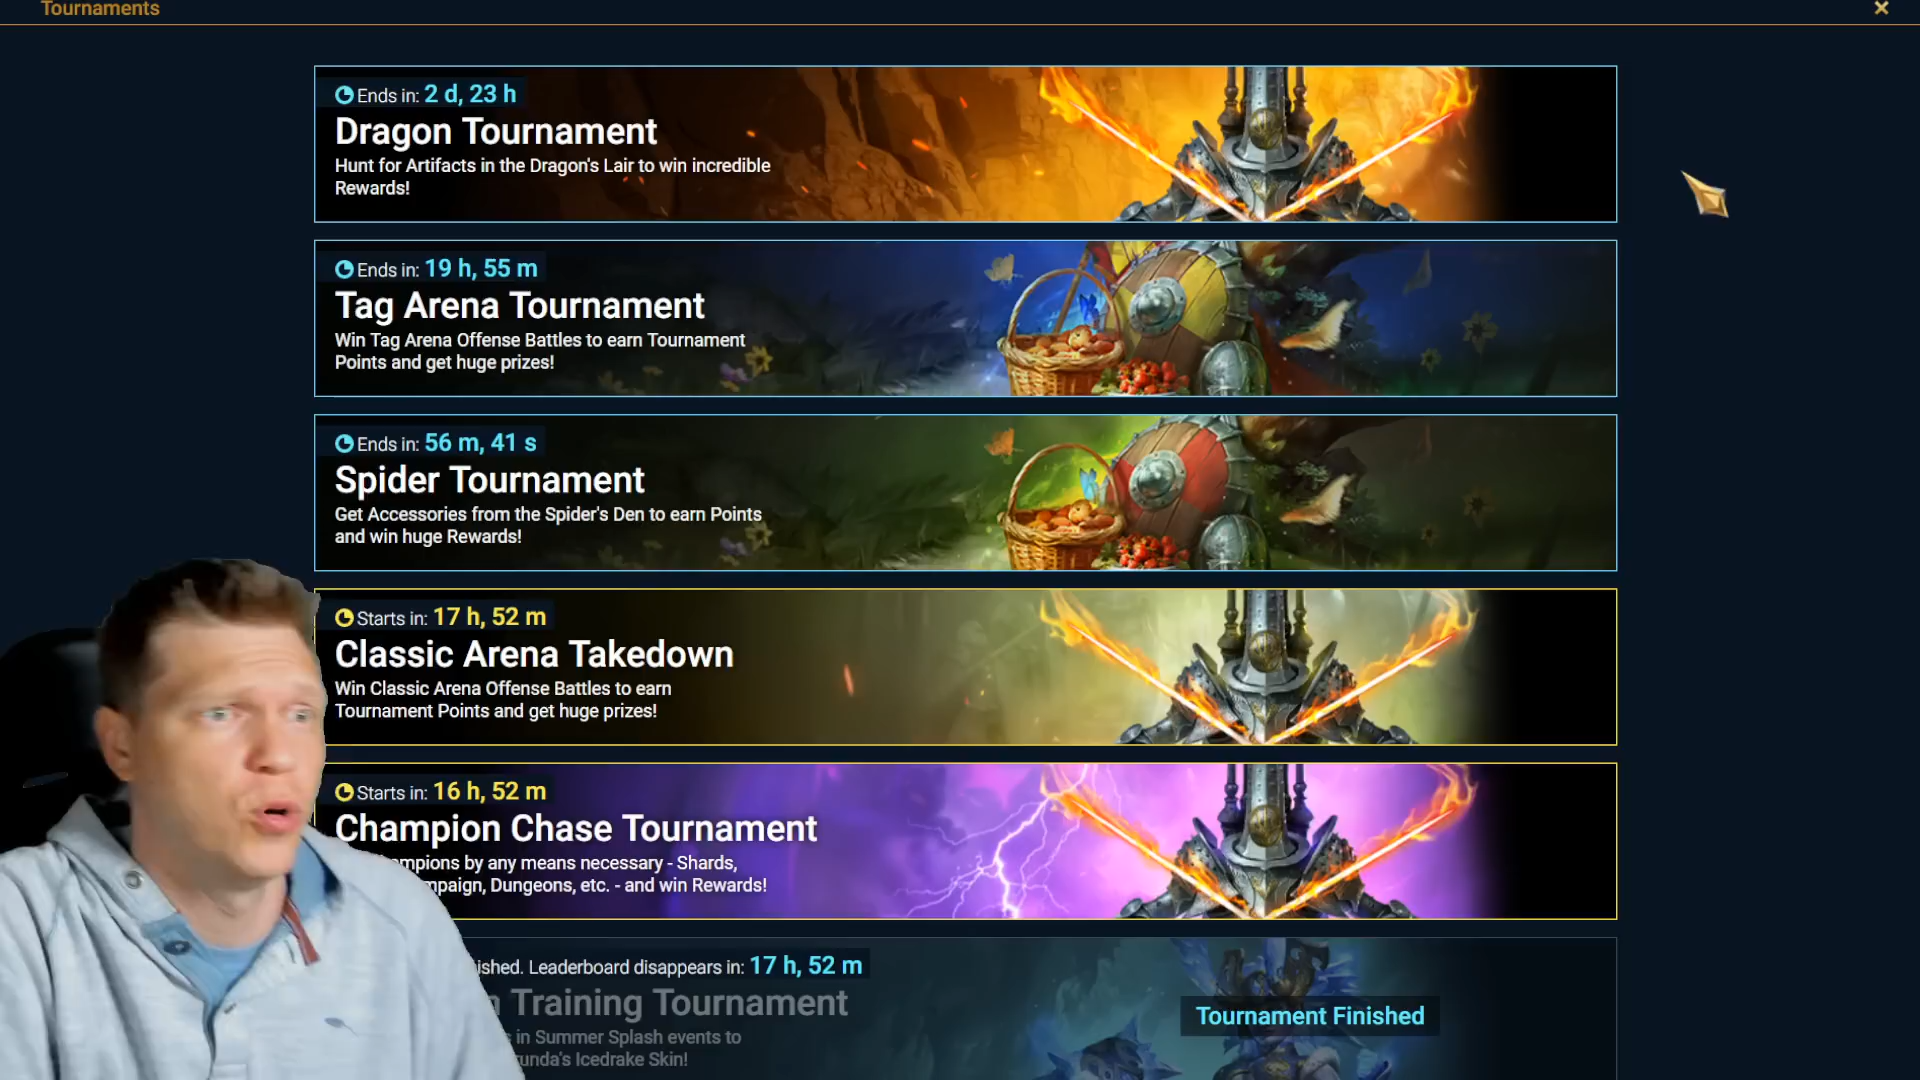 Tournaments
Ends in: 2 d, 23 h
Dragon Tournament
Hunt for Artifacts in the Dragon's Lair to win incredible
Rewards!
Ends in: 19 h, 55 m
Tag Arena Tournament
Win Tag Arena Offense Battles to earn Tournament
Points and get huge prizes!
Ends in: 56 m, 41 s
Spider Tournament
Get Accessories from the Spider's Den to earn Points
and win huge Rewards!
Starts in: 17 h, 52 m
Classic Arena Takedown
Win Classic Arena Offense Battles to earn
Tournament Points and get huge prizes!
Starts in: 16 h, 52 m
Champion Chase Tournament
by any means necessary - Shards,
Dungeons, etc. - and win Rewards!
Leaderboard disappears in: 17 h, 52 m
Training Tournament
in Summer Splash events to
Icedrake Skin!
Tournament Finished